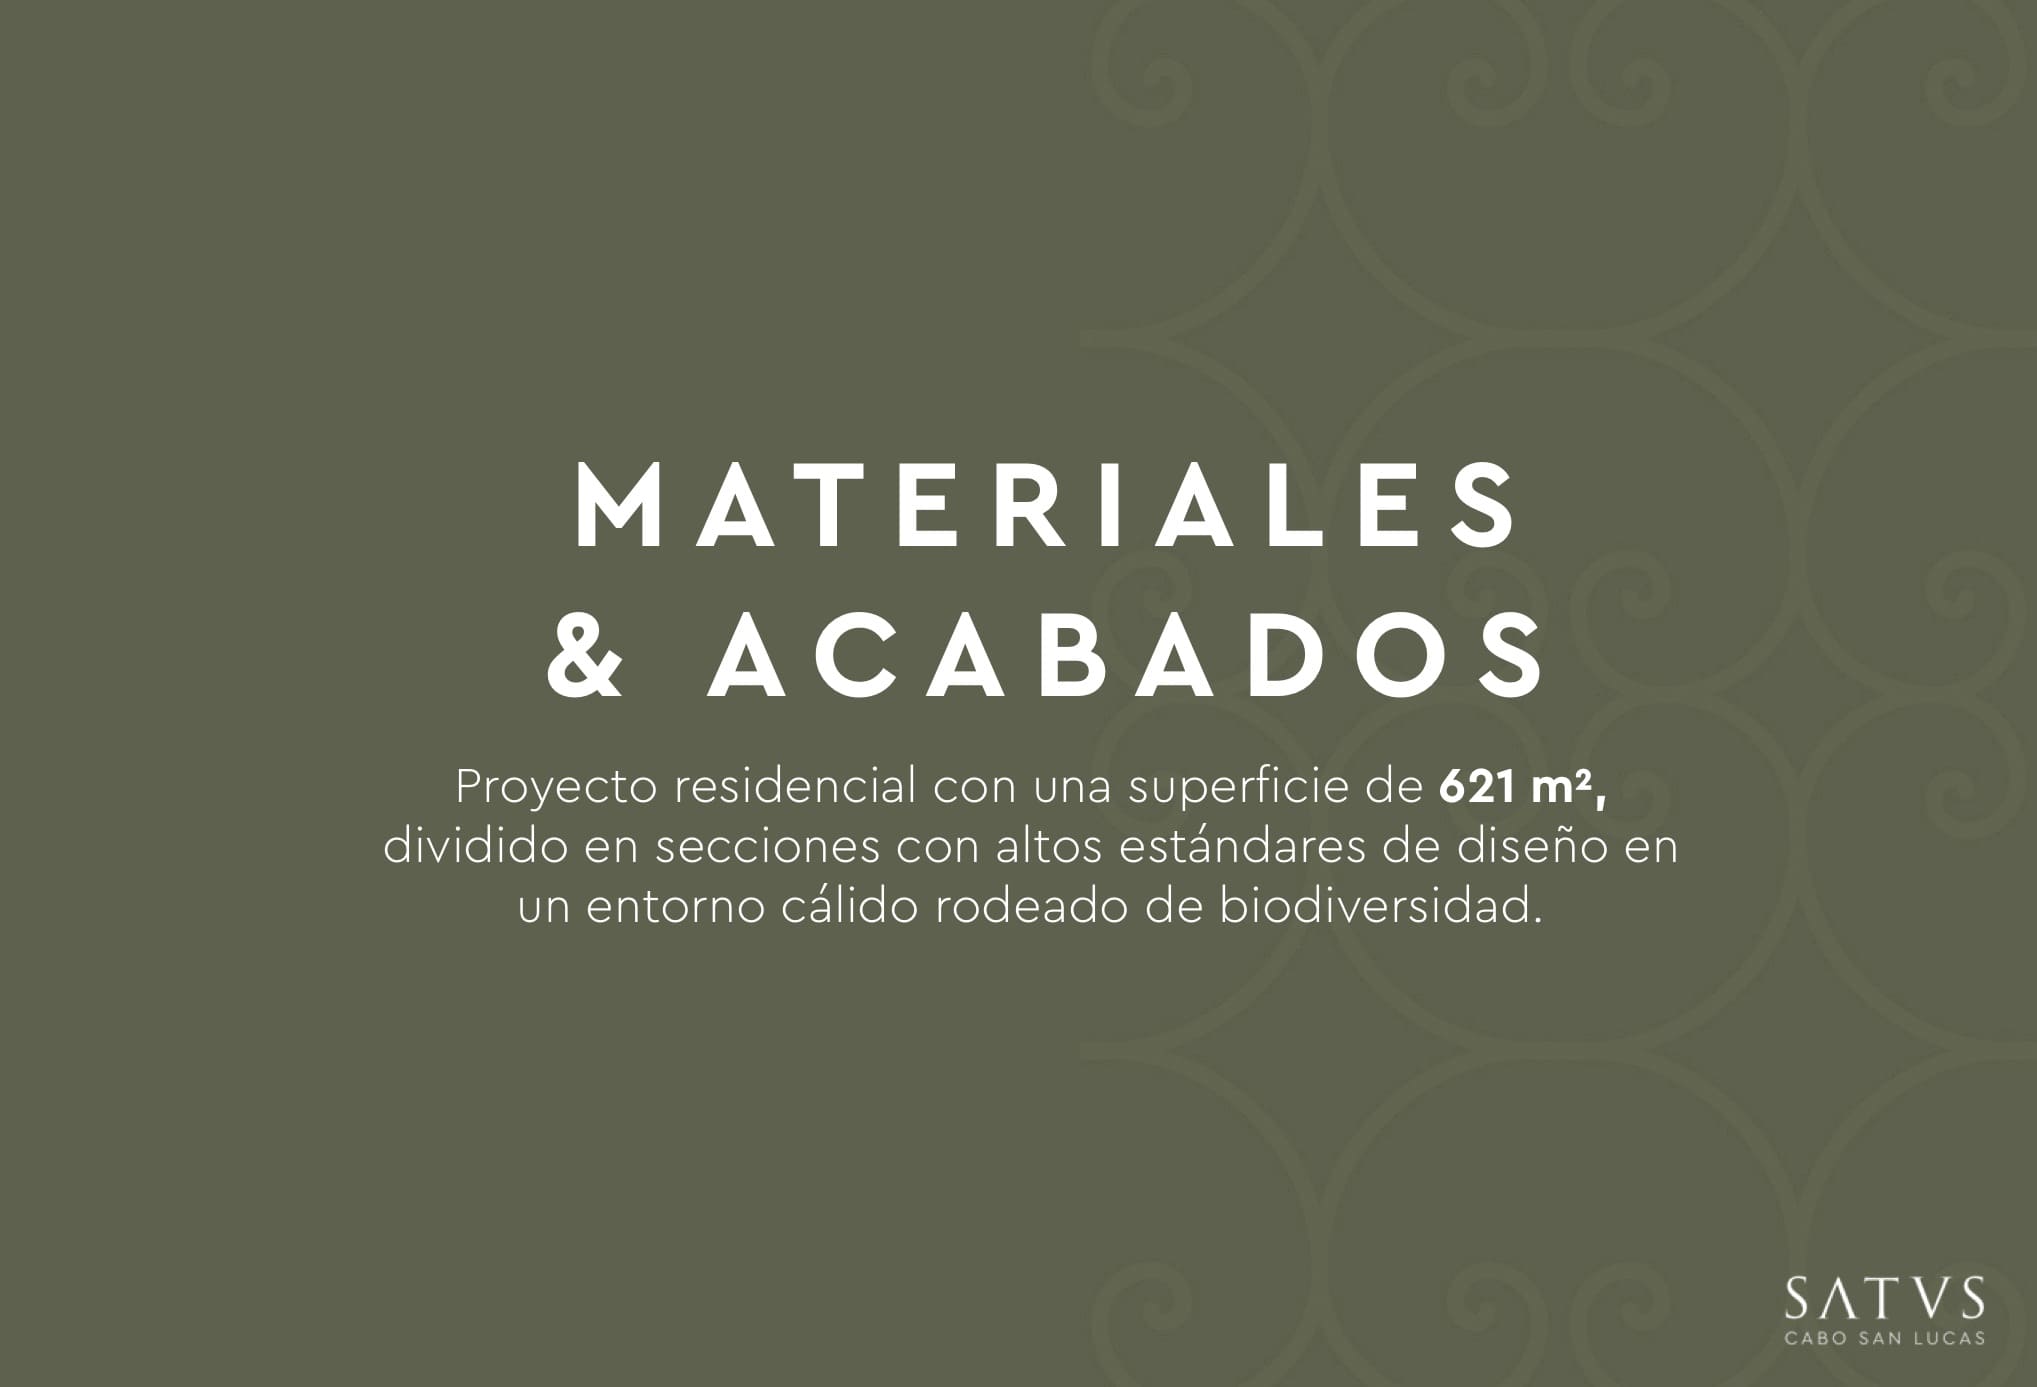 MATERIALES
& ACABADOS
Proyecto residencial con una superficie de 621 m²,
dividido en secciones con altos estándares de diseño en
un entorno cálido rodeado de biodiversidad.
SATVS
CABO SAN LUCAS